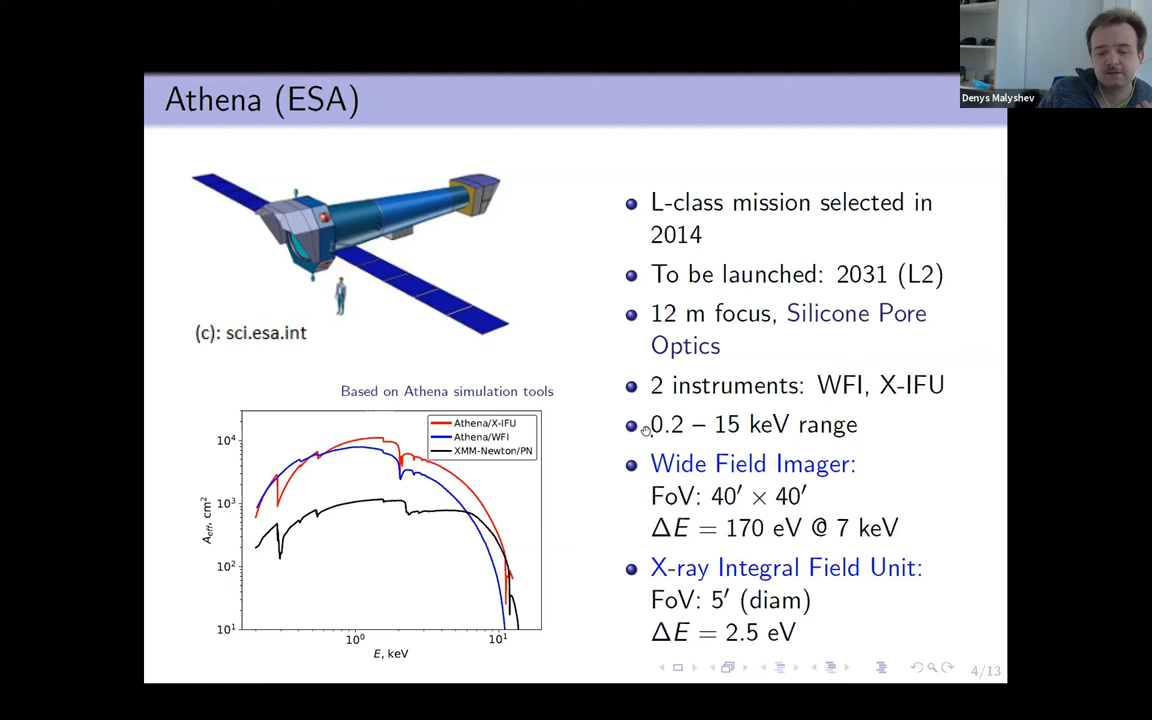 Athena (ESA)
Denys Malyshev
(c): sci.esa.int
Based on Athena simulation tools
Athena/X-IFU
Athena/WFI
XMM-Newton/PN
10⁴
10³
10²
10¹
A_eff, cm²
10⁰
10¹
E, keV
L-class mission selected in
2014
To be launched: 2031 (L2)
12 m focus, Silicone Pore
Optics
2 instruments: WFI, X-IFU
0.2 – 15 keV range
Wide Field Imager:
FoV: 40′ × 40′
ΔE = 170 eV @ 7 keV
X-ray Integral Field Unit:
FoV: 5′ (diam)
ΔE = 2.5 eV
4/13